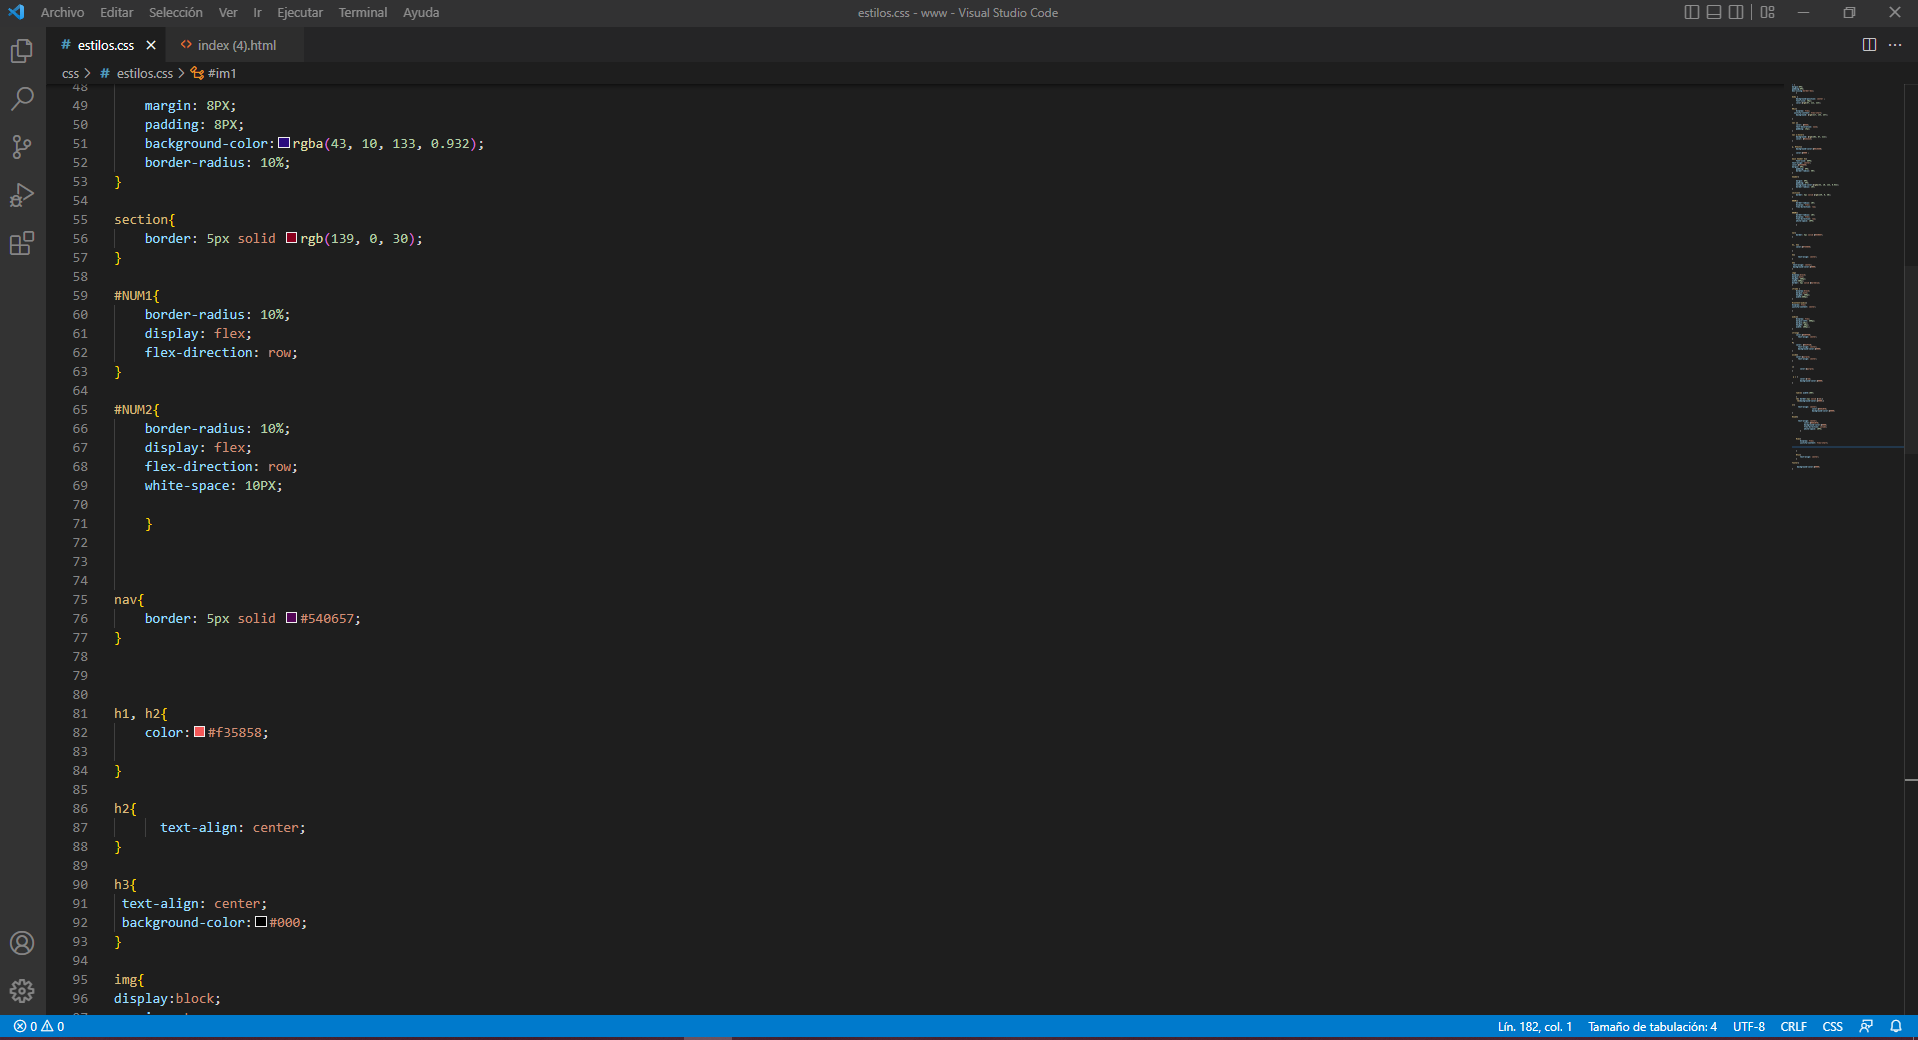 Archivo Editar Selección Ver Ir Ejecutar Terminal Ayuda
estilos.css - www - Visual Studio Code
# estilos.css index (4).html
css > # estilos.css > #im1
48
49 margin: 8PX;
50 padding: 8PX;
51 background-color: rgba(43, 10, 133, 0.932);
52 border-radius: 10%;
53 }
54
55 section{
56 border: 5px solid rgb(139, 0, 30);
57 }
58
59 #NUM1{
60 border-radius: 10%;
61 display: flex;
62 flex-direction: row;
63 }
64
65 #NUM2{
66 border-radius: 10%;
67 display: flex;
68 flex-direction: row;
69 white-space: 10PX;
70
71 }
72
73
74
75 nav{
76 border: 5px solid #540657;
77 }
78
79
80
81 h1, h2{
82 color: #f35858;
83
84 }
85
86 h2{
87 text-align: center;
88 }
89
90 h3{
91 text-align: center;
92 background-color: #000;
93 }
94
95 img{
96 display:block;
0 0
Lín. 182, col. 1 Tamaño de tabulación: 4 UTF-8 CRLF CSS